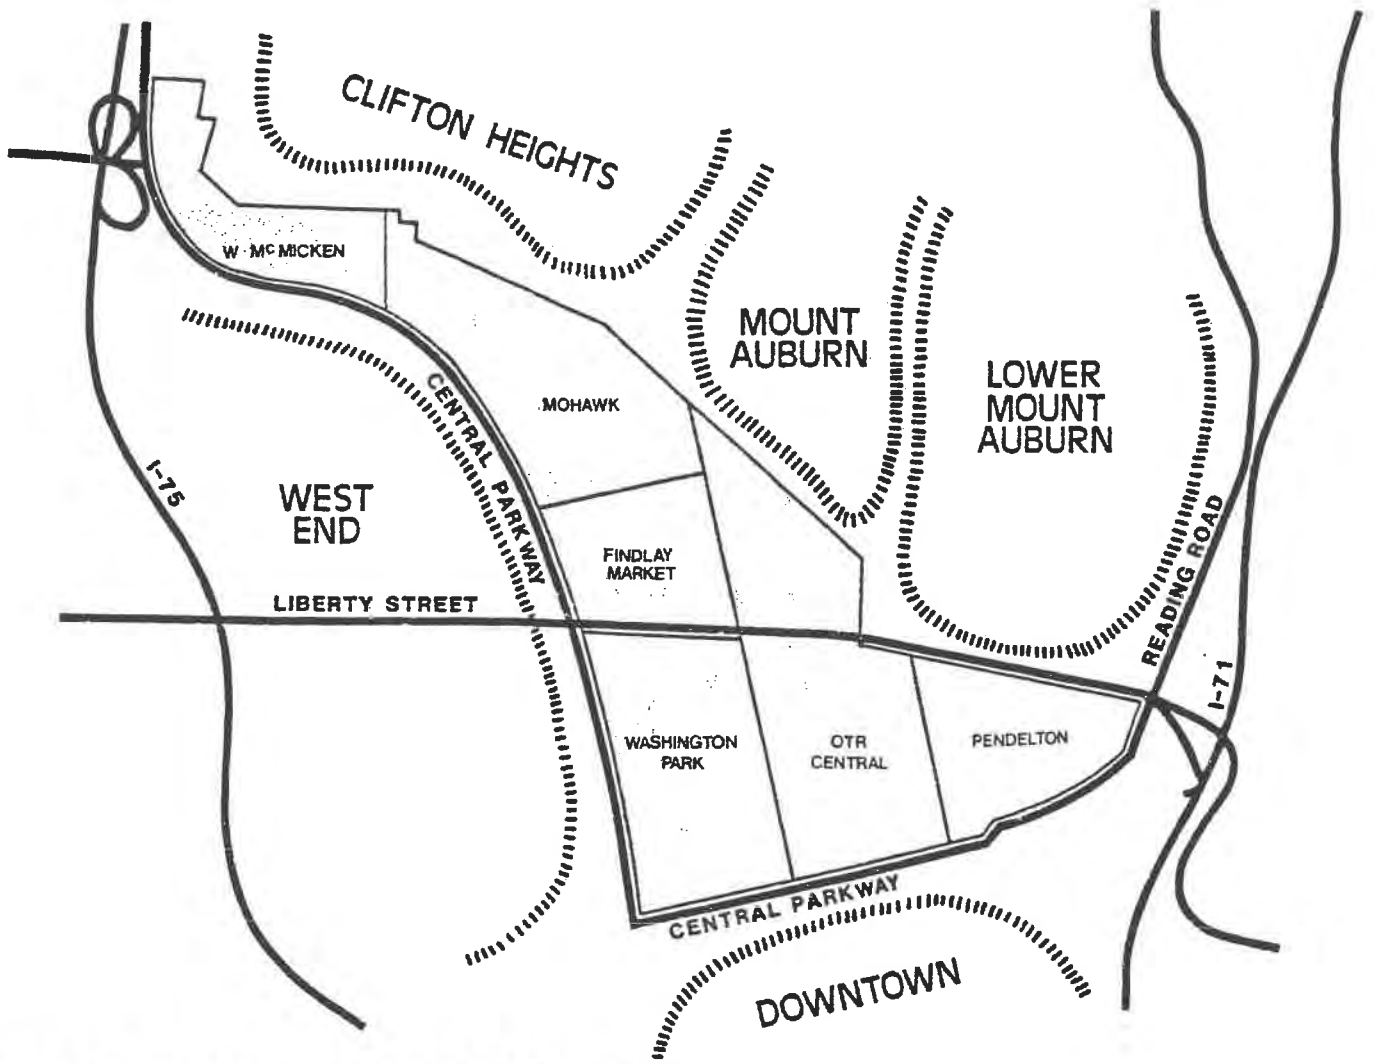 CLIFTON HEIGHTS
W. McMICKEN
MOUNT
AUBURN
LOWER
MOUNT
AUBURN
MOHAWK
CENTRAL PARKWAY
I-75
WEST
END
FINDLAY
MARKET
LIBERTY STREET
READING ROAD
I-71
WASHINGTON
PARK
OTR
CENTRAL
PENDELTON
CENTRAL PARKWAY
DOWNTOWN